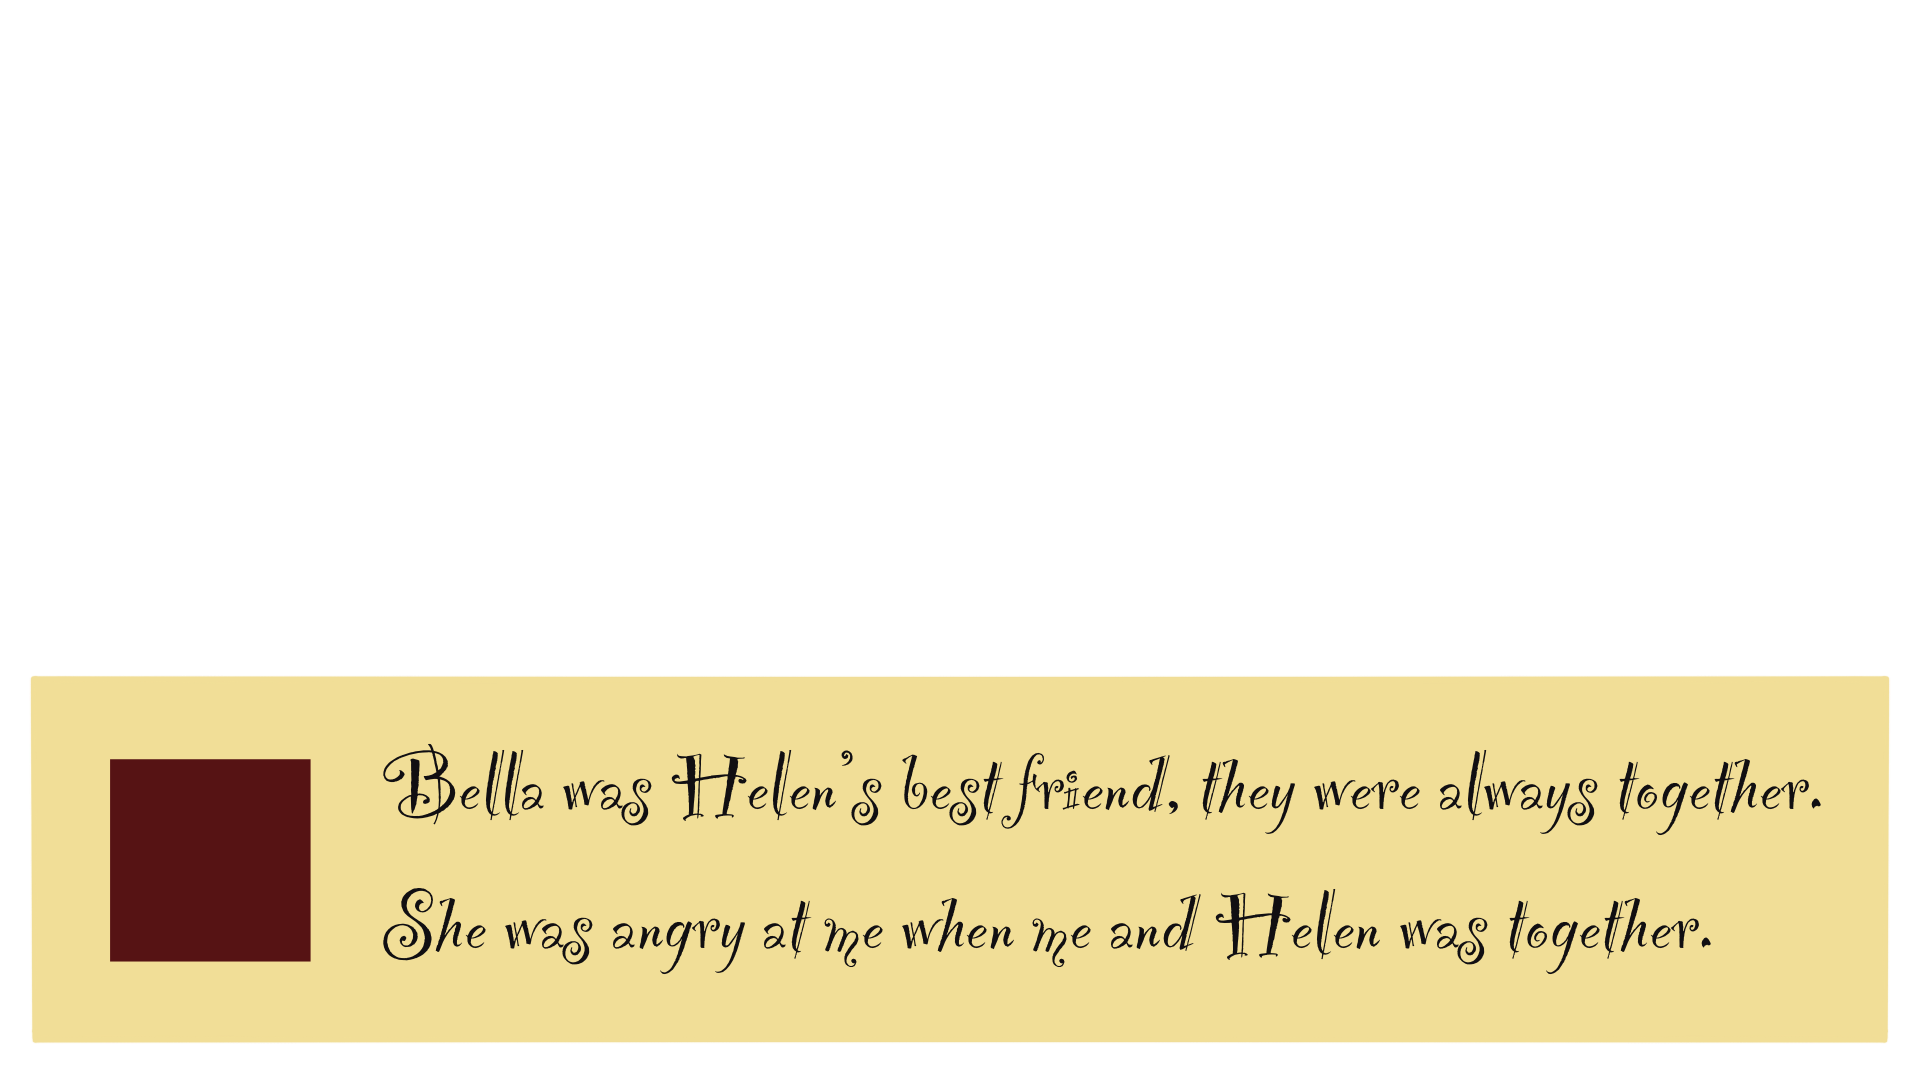 Bella was Helen's best friend, they were always together.
She was angry at me when me and Helen was together.